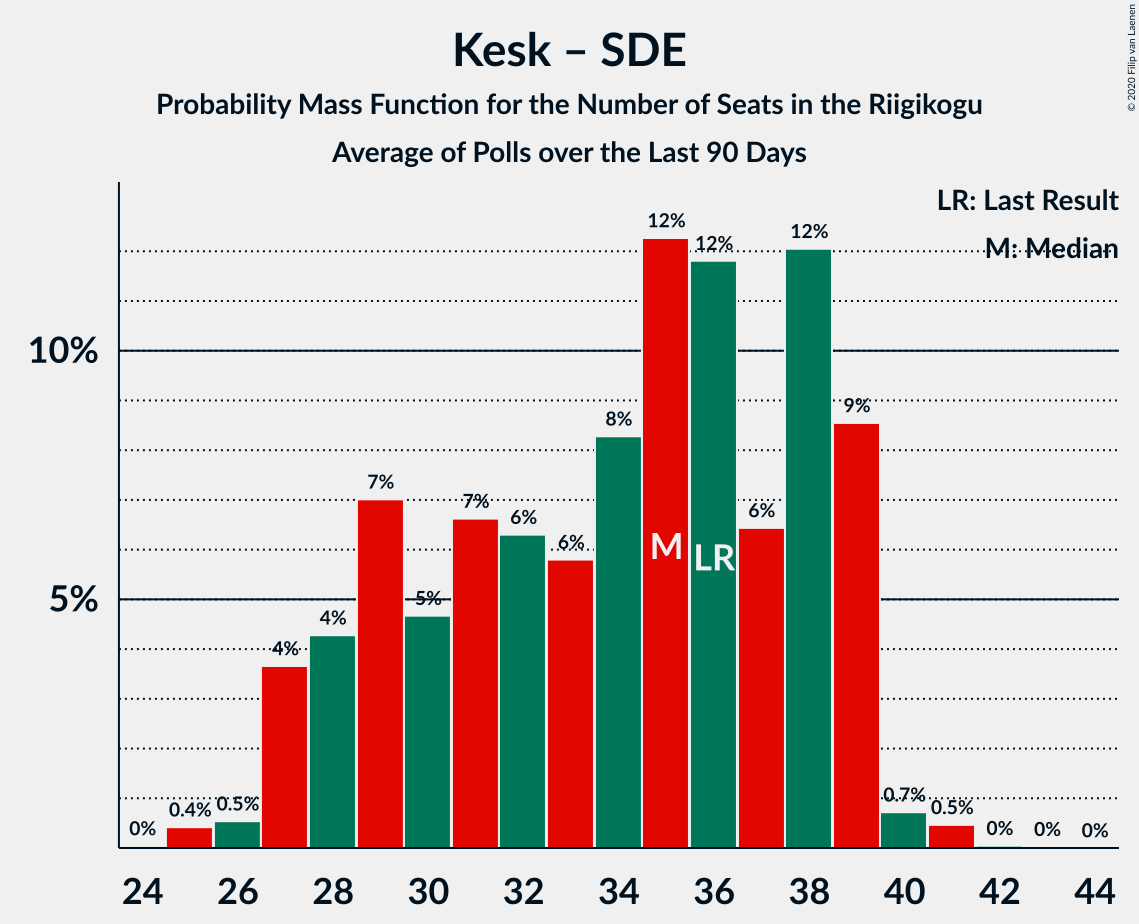 © 2020 Filip van Laenen
Kesk – SDE
Probability Mass Function for the Number of Seats in the Riigikogu
Average of Polls over the Last 90 Days
LR: Last Result
M: Median
10%
5%
0%
0.4%
0.5%
4%
4%
7%
5%
7%
6%
6%
8%
12%
12%
6%
12%
9%
0.7%
0.5%
0%
0%
0%
M
LR
24 26 28 30 32 34 36 38 40 42 44